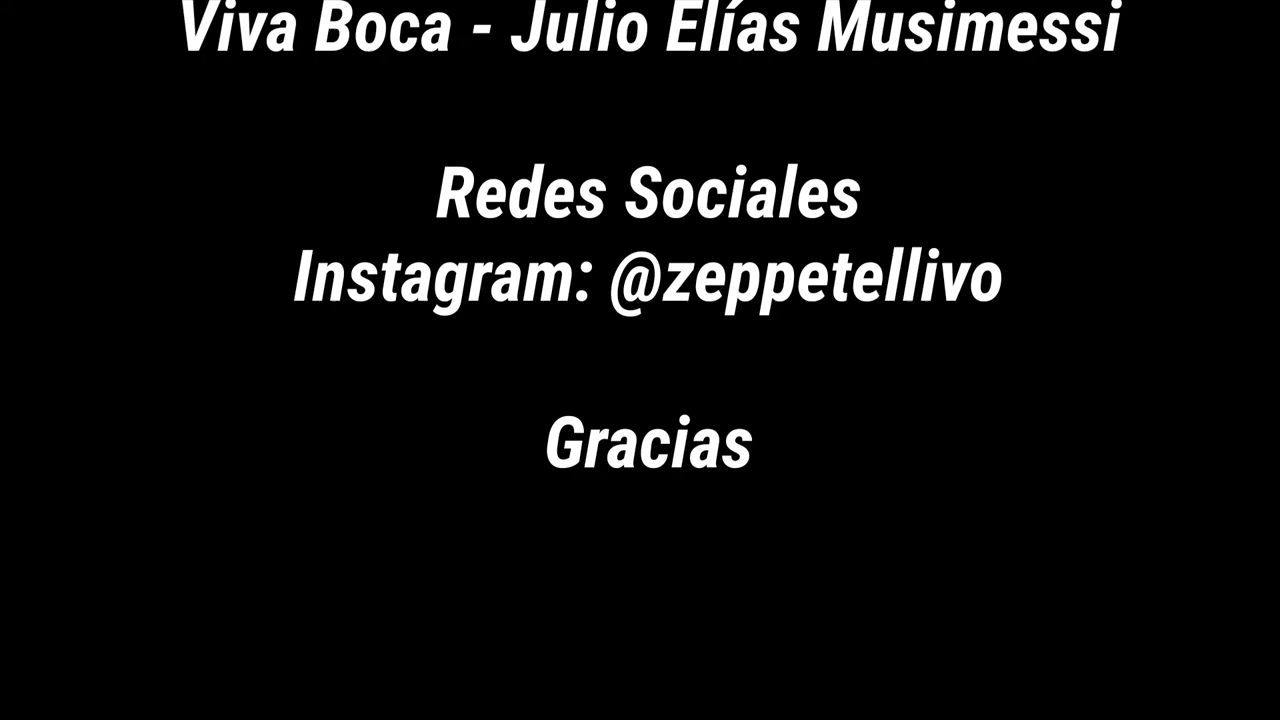 Viva Boca - Julio Elías Musimessi
Redes Sociales
Instagram: @zeppetellivo
Gracias